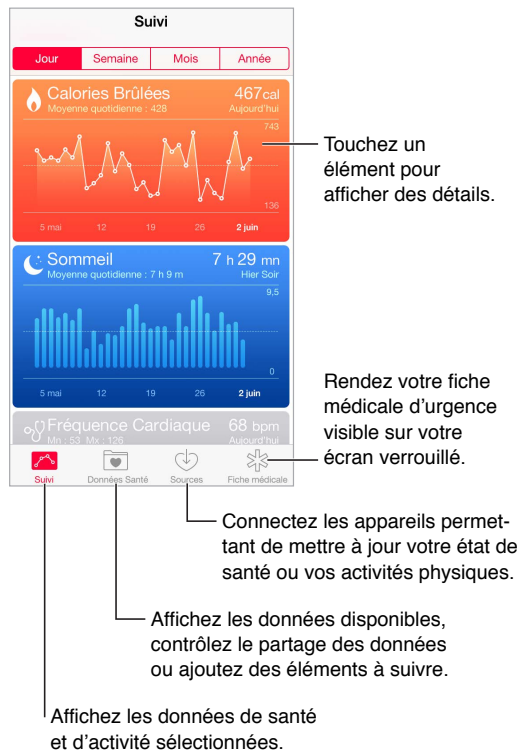 Suivi
Jour Semaine Mois Année
Calories Brûlées 467cal
Moyenne quotidienne : 428 Aujourd'hui
743
136
5 mai 12 19 26 2 juin
Touchez un
élément pour
afficher des détails.
Sommeil 7 h 29 mn
Moyenne quotidienne : 7 h 9 m Hier Soir
9,5
0
5 mai 12 19 26 2 juin
Fréquence Cardiaque 68 bpm
Mn : 53 Mx : 126 Aujourd'hui
Suivi Données Santé Sources Fiche médicale
Rendez votre fiche
médicale d'urgence
visible sur votre
écran verrouillé.
Connectez les appareils permet-
tant de mettre à jour votre état de
santé ou vos activités physiques.
Affichez les données disponibles,
contrôlez le partage des données
ou ajoutez des éléments à suivre.
Affichez les données de santé
et d'activité sélectionnées.